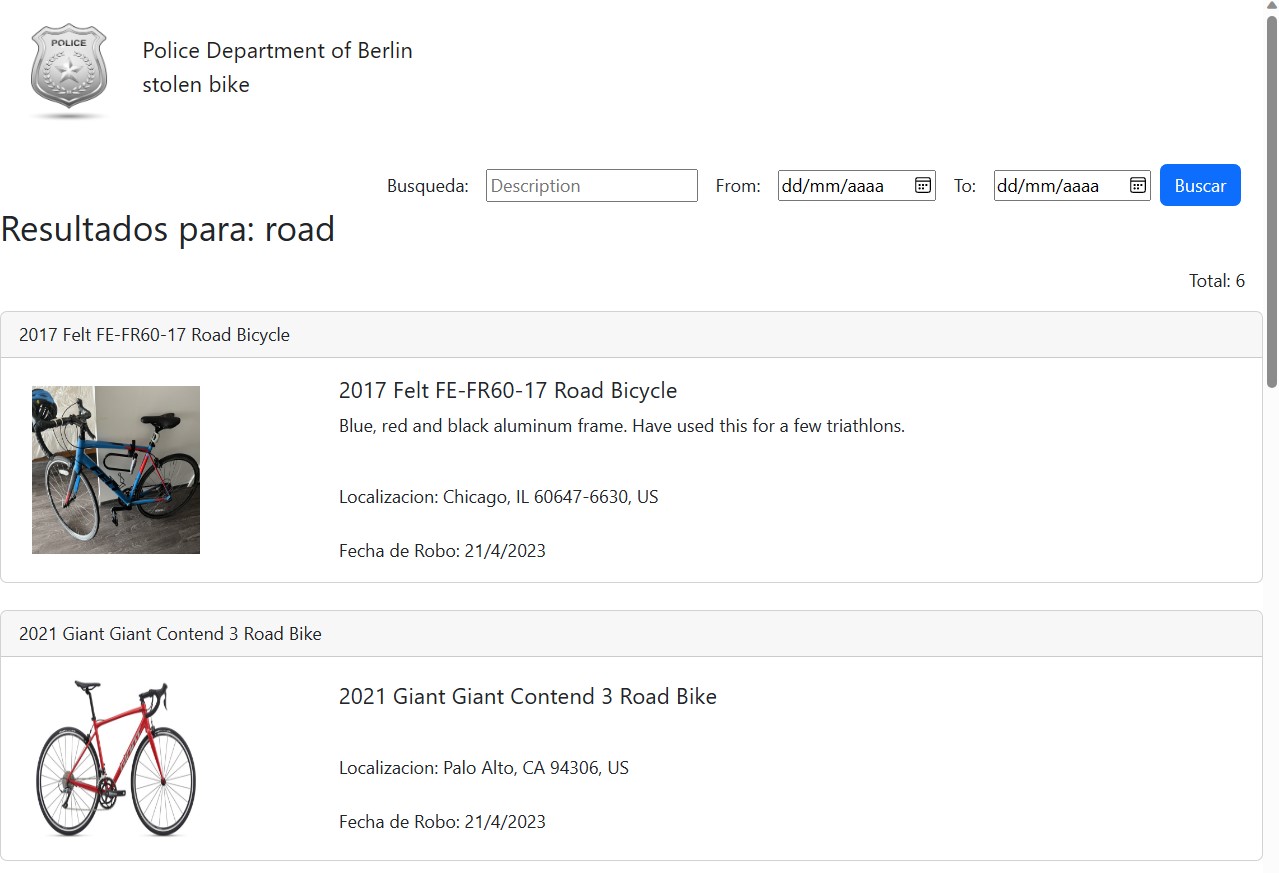 POLICE
Police Department of Berlin
stolen bike
Busqueda: Description From: dd/mm/aaaa To: dd/mm/aaaa Buscar
Resultados para: road
Total: 6
2017 Felt FE-FR60-17 Road Bicycle
2017 Felt FE-FR60-17 Road Bicycle
Blue, red and black aluminum frame. Have used this for a few triathlons.
Localizacion: Chicago, IL 60647-6630, US
Fecha de Robo: 21/4/2023
2021 Giant Giant Contend 3 Road Bike
2021 Giant Giant Contend 3 Road Bike
Localizacion: Palo Alto, CA 94306, US
Fecha de Robo: 21/4/2023